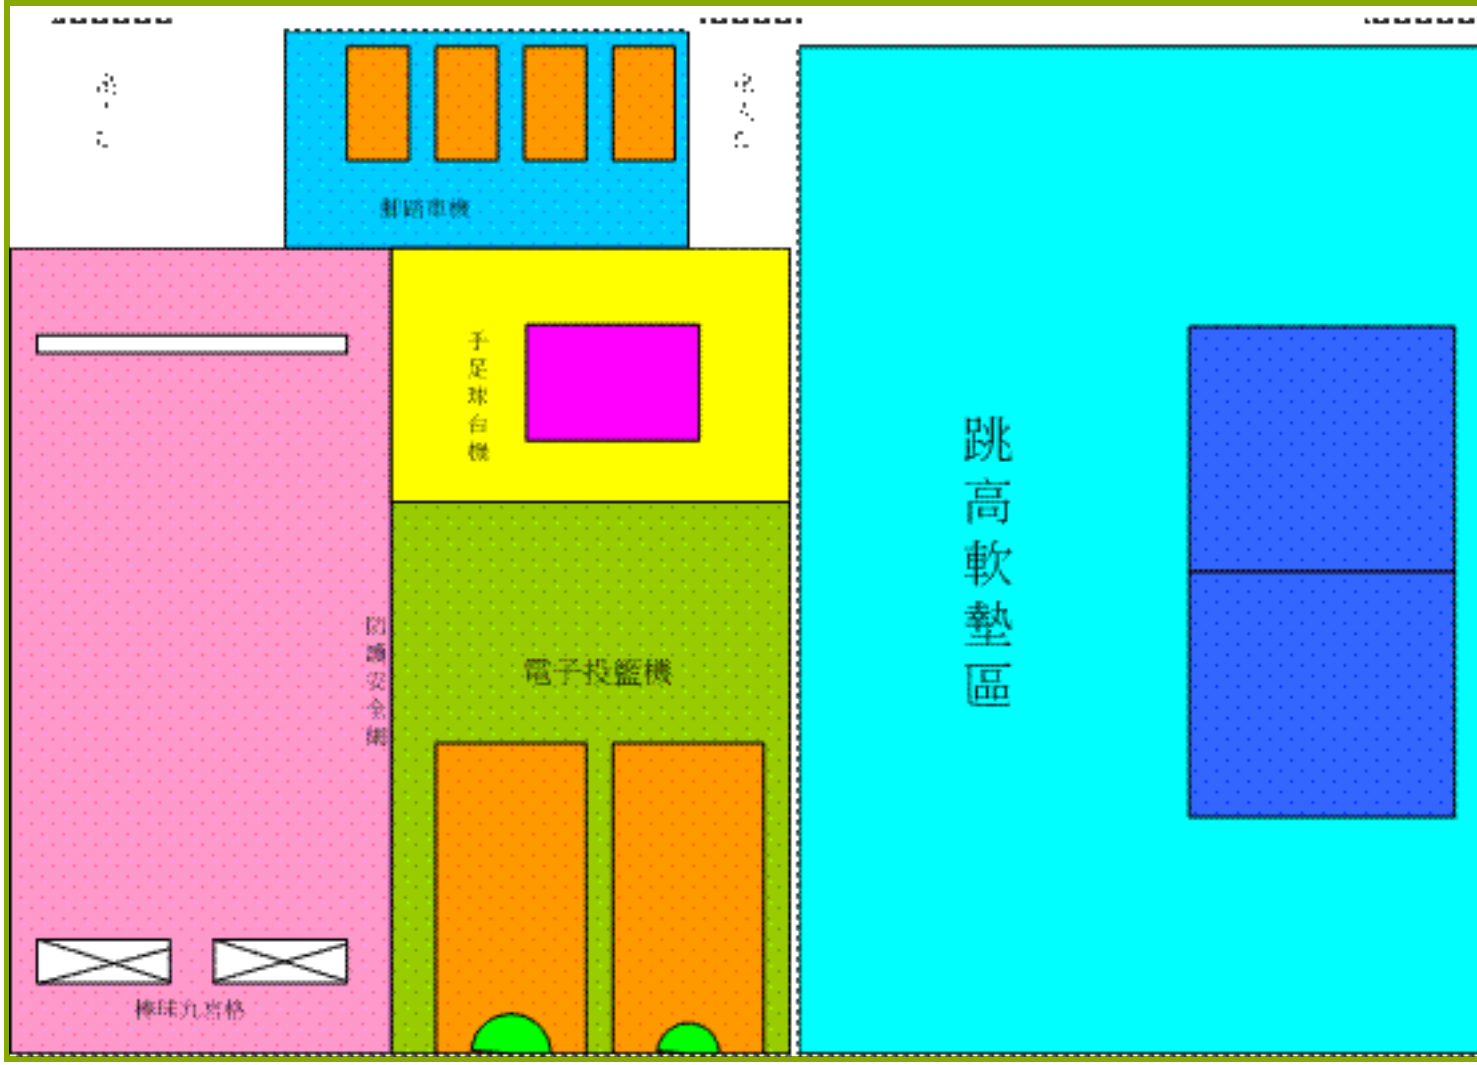 腳踏車機
手足球台機
跳高軟墊區
防護安全網
電子投籃機
棒球九宮格